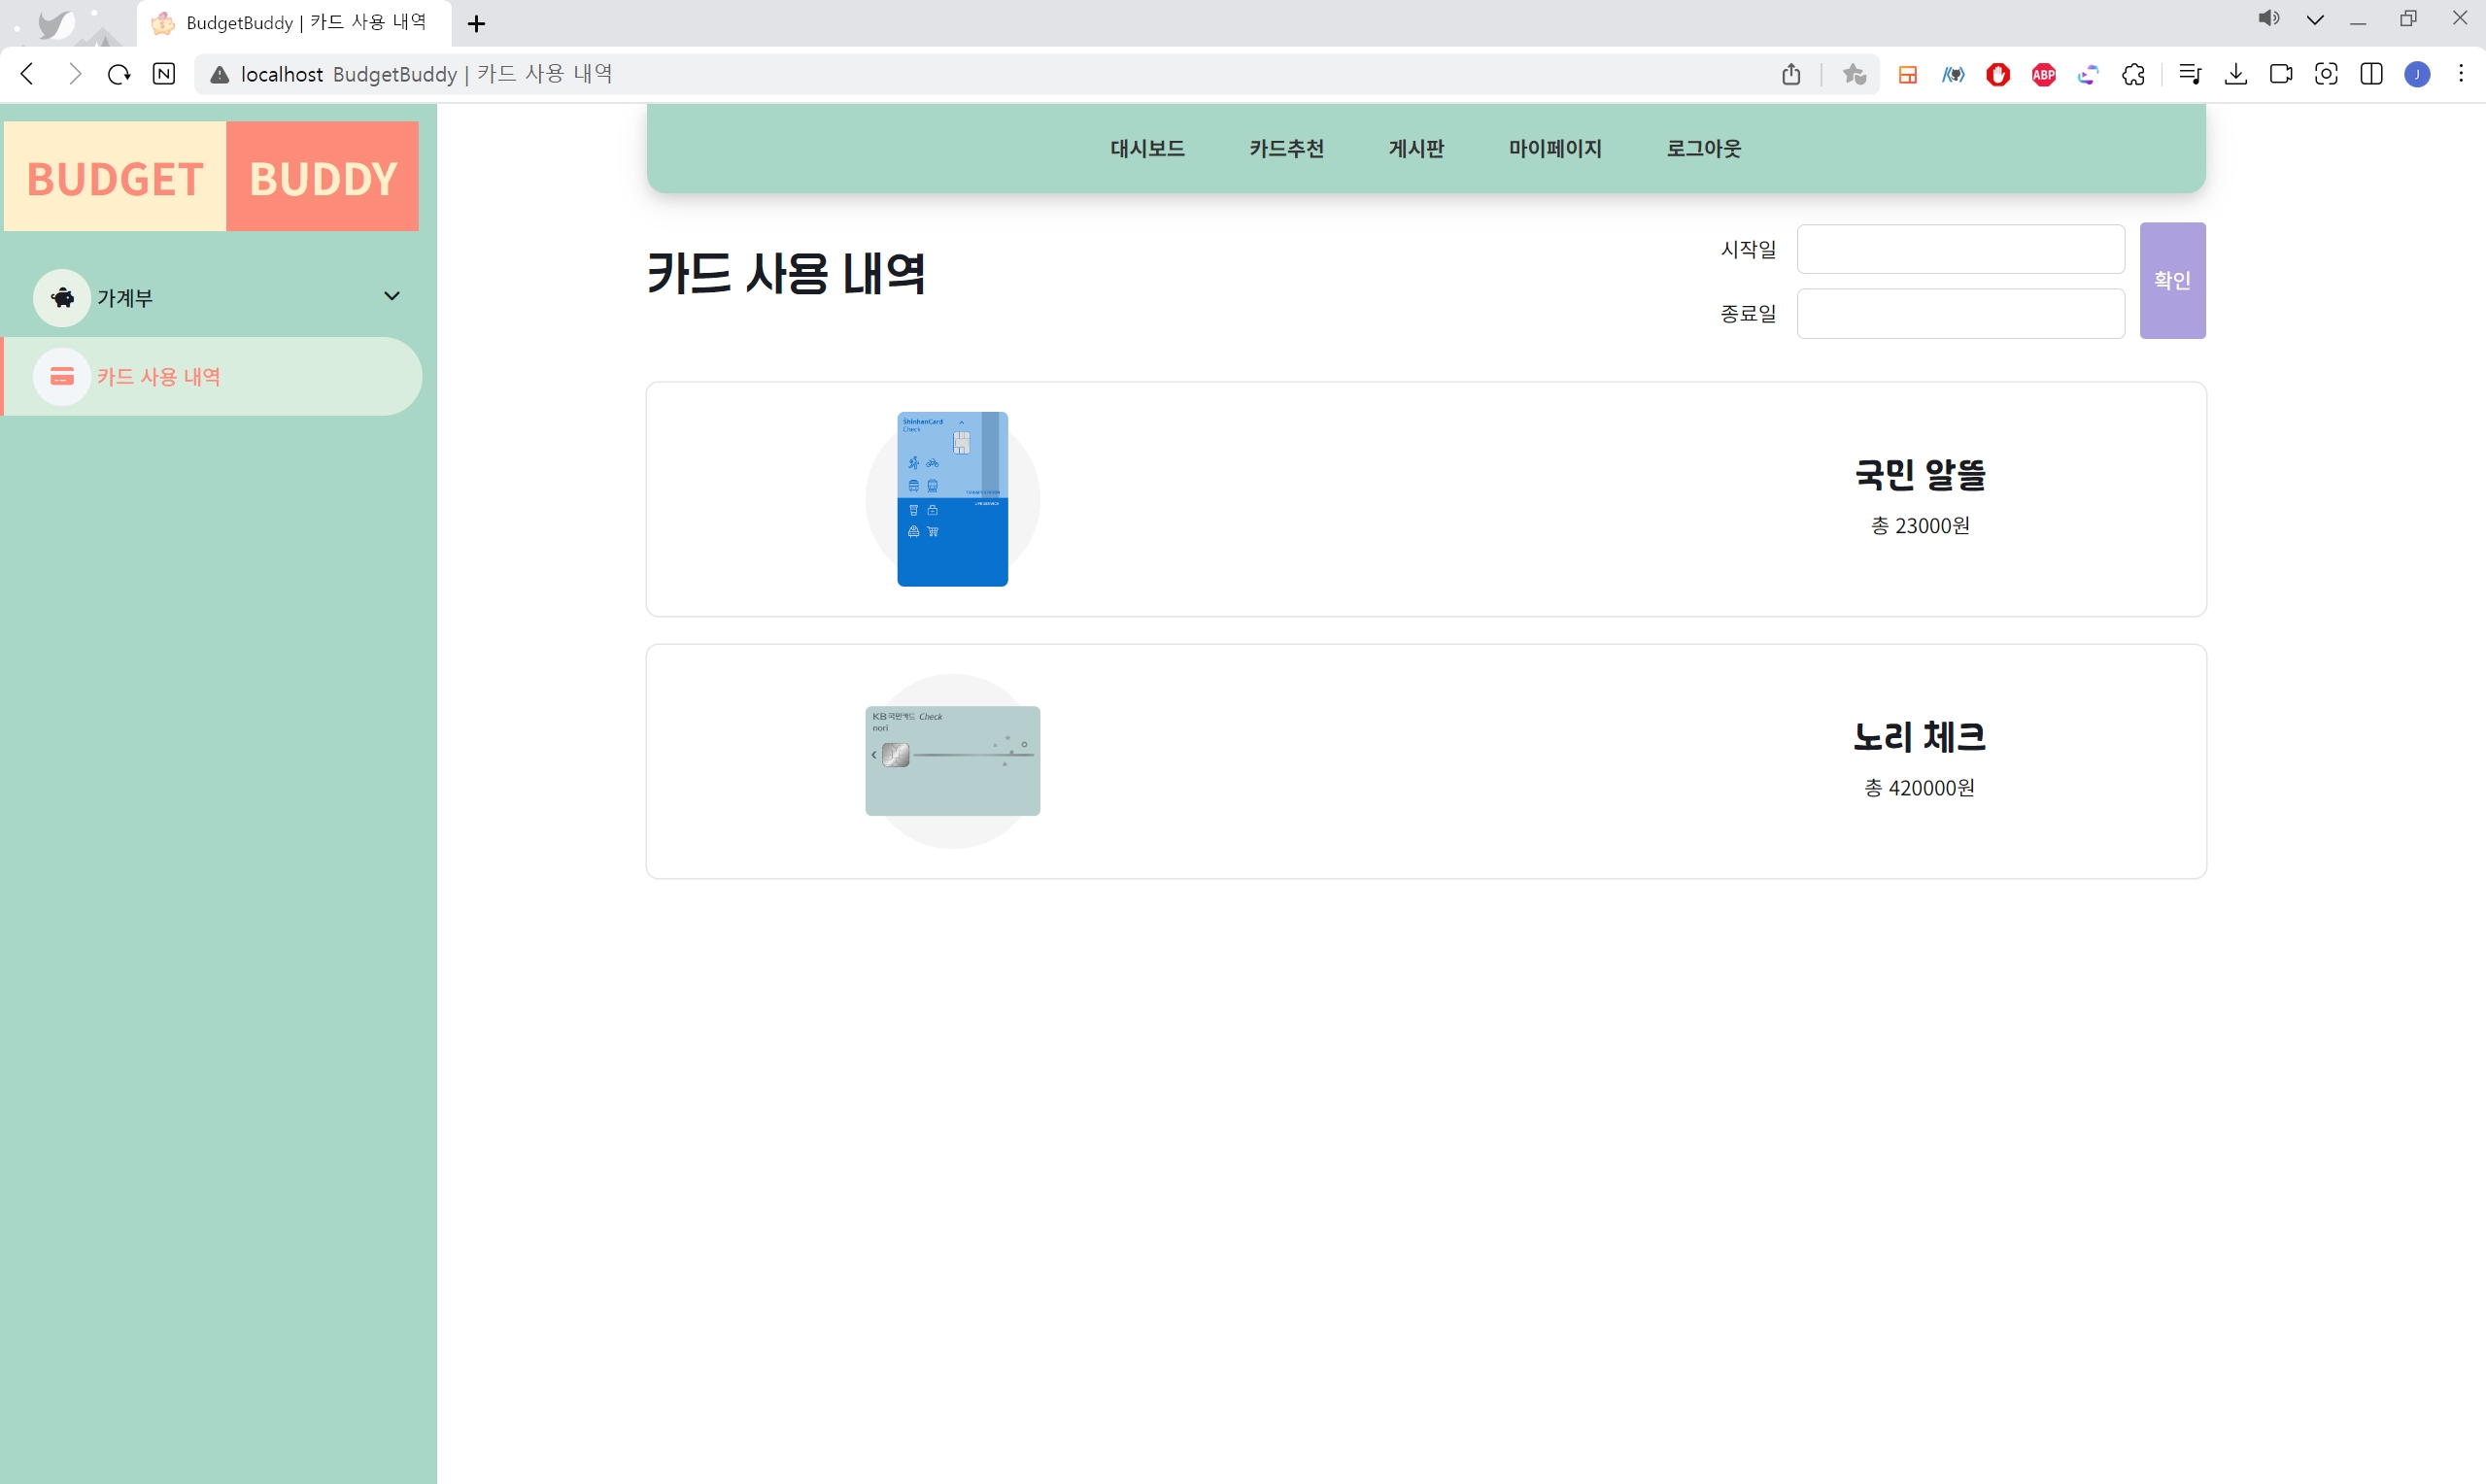 BudgetBuddy | 카드 사용 내역
localhost BudgetBuddy | 카드 사용 내역
N
ABP
J
BUDGET BUDDY
가계부
카드 사용 내역
대시보드 카드추천 게시판 마이페이지 로그아웃
카드 사용 내역
시작일
종료일
확인
ShinhanCard
Check
국민 알뜰
총 23000원
KB국민카드 Check
nori
노리 체크
총 420000원